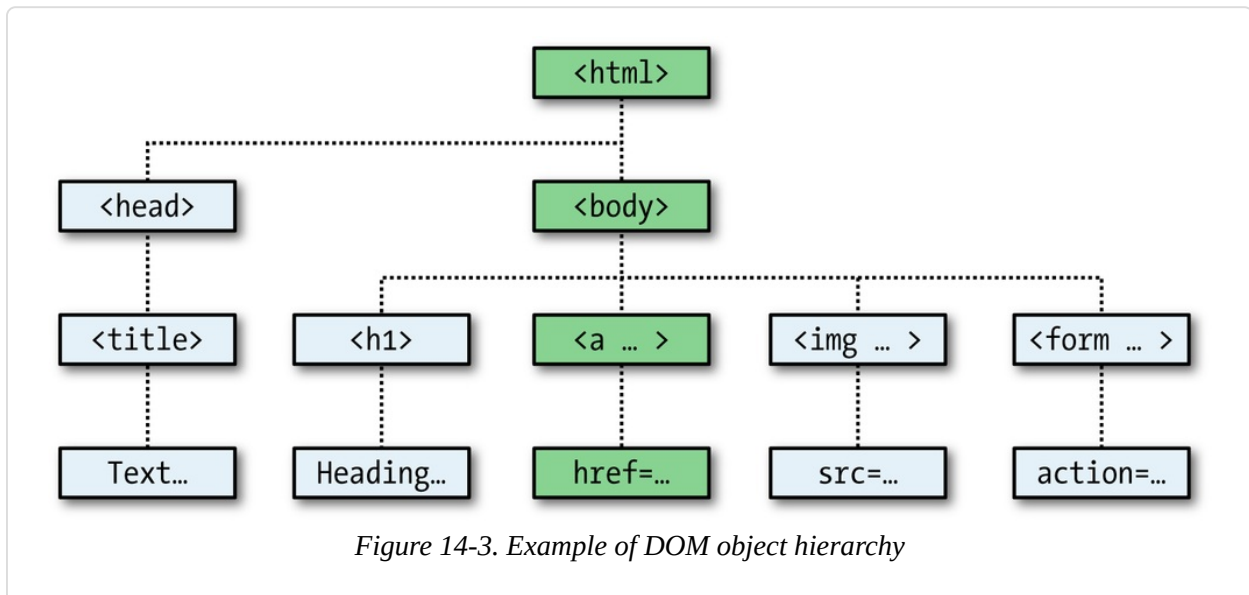 <html>
<head>
<body>
<title>
<h1>
<a … >
<img … >
<form … >
Text…
Heading…
href=…
src=…
action=…
Figure 14-3. Example of DOM object hierarchy